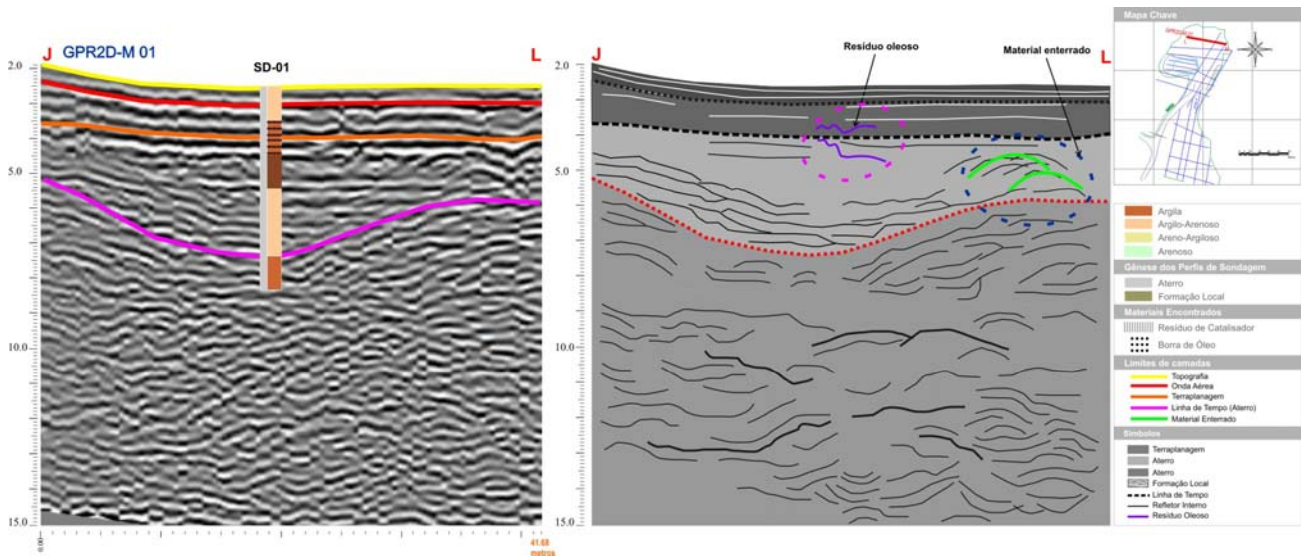 J
GPR2D-M 01
SD-01
L
2.0
5.0
10.0
15.0
0.00
41.68
metros
J
Resíduo oleoso
Material enterrado
L
2.0
5.0
10.0
15.0
Mapa Chave
Argila
Argilo-Arenoso
Areno-Argiloso
Arenoso
Gênese dos Perfis de Sondagem
Aterro
Formação Local
Materiais Encontrados
Resíduo de Catalisador
Borra de Óleo
Limites de camadas
Topografia
Onda Aérea
Terraplanagem
Linha de Tempo (Aterro)
Material Enterrado
Símbolos
Terraplanagem
Aterro
Aterro
Formação Local
Linha de Tempo
Refletor Interno
Resíduo Oleoso